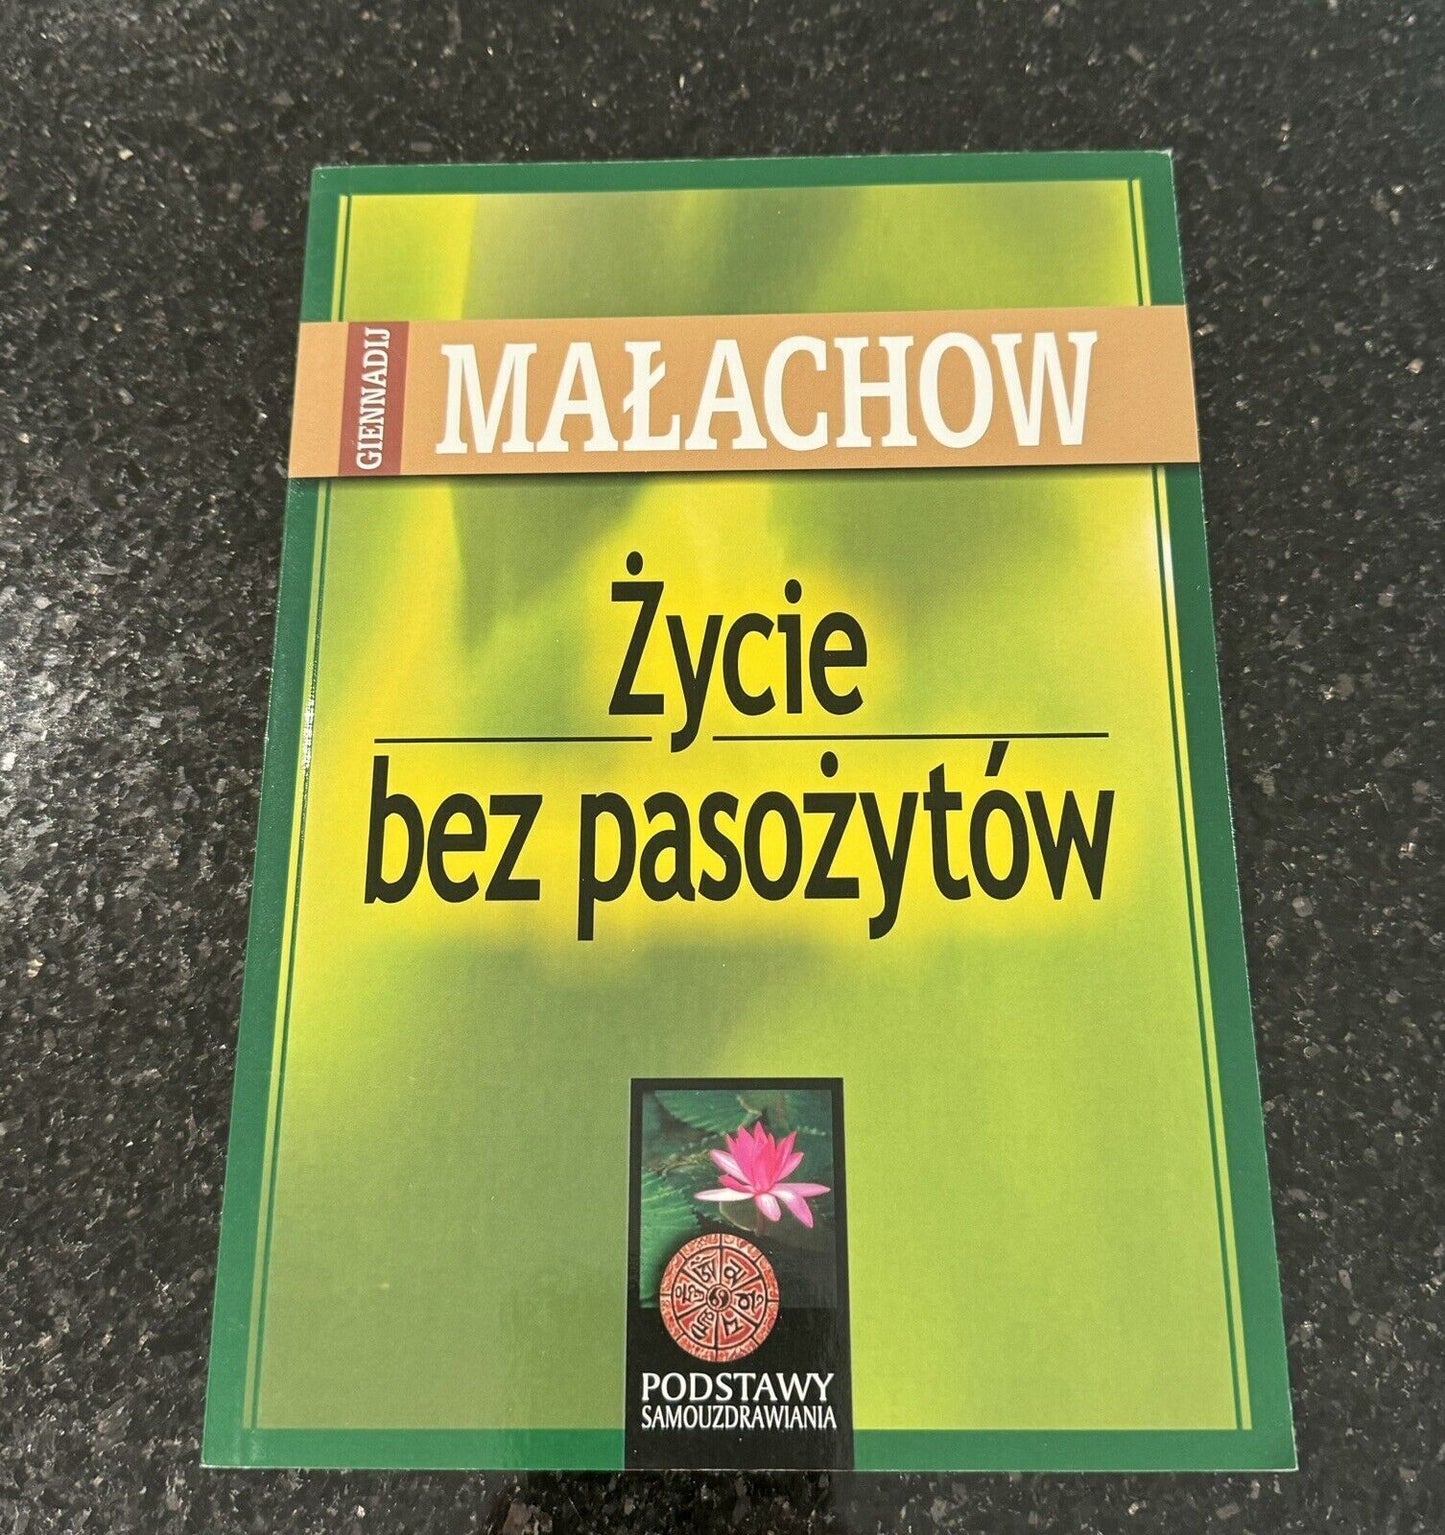 GIENNADIJ
MAŁACHOW
Życie
bez pasożytów
PODSTAWY
SAMOUZDRAWIANIA